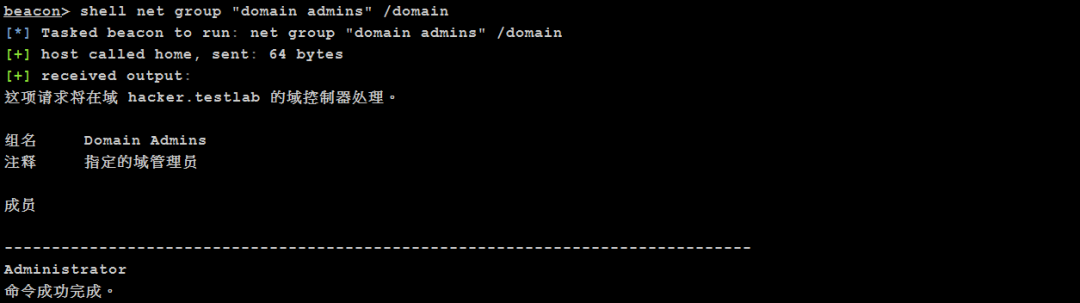 beacon> shell net group "domain admins" /domain
[*] Tasked beacon to run: net group "domain admins" /domain
[+] host called home, sent: 64 bytes
[+] received output:
这项请求将在域 hacker.testlab 的域控制器处理。
组名 Domain Admins
注释 指定的域管理员
成员
-------------------------------------------------------------------------------
Administrator
命令成功完成。